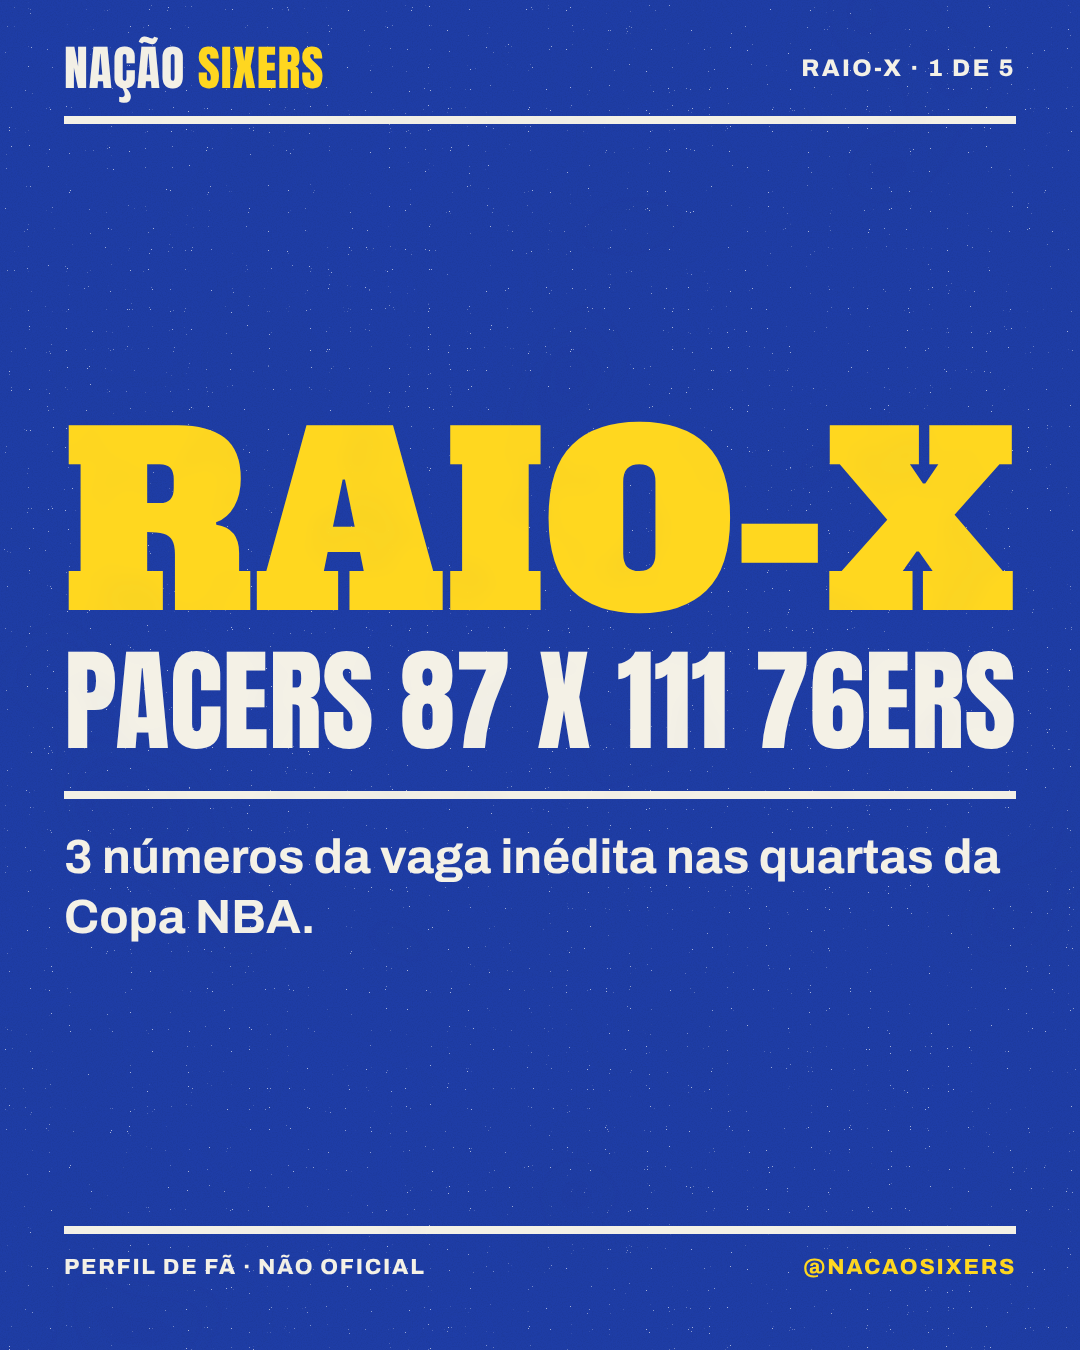 NAÇÃO SIXERS
RAIO-X · 1 DE 5
RAIO-X
PACERS 87 X 111 76ERS
3 números da vaga inédita nas quartas da
Copa NBA.
PERFIL DE FÃ · NÃO OFICIAL
@NACAOSIXERS